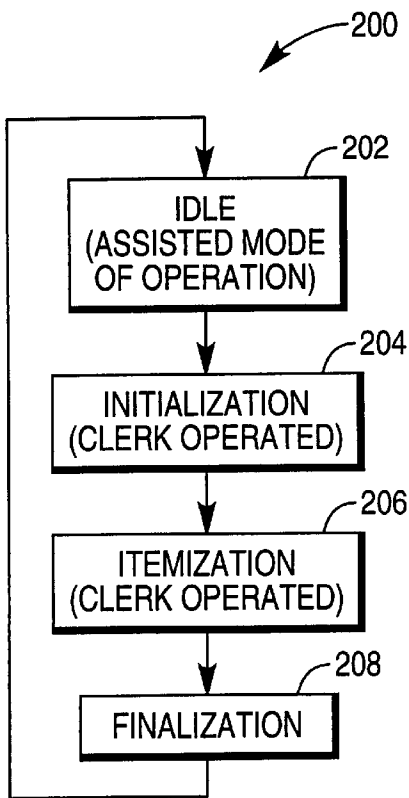 200
202
IDLE
(ASSISTED MODE
OF OPERATION)
204
INITIALIZATION
(CLERK OPERATED)
206
ITEMIZATION
(CLERK OPERATED)
208
FINALIZATION